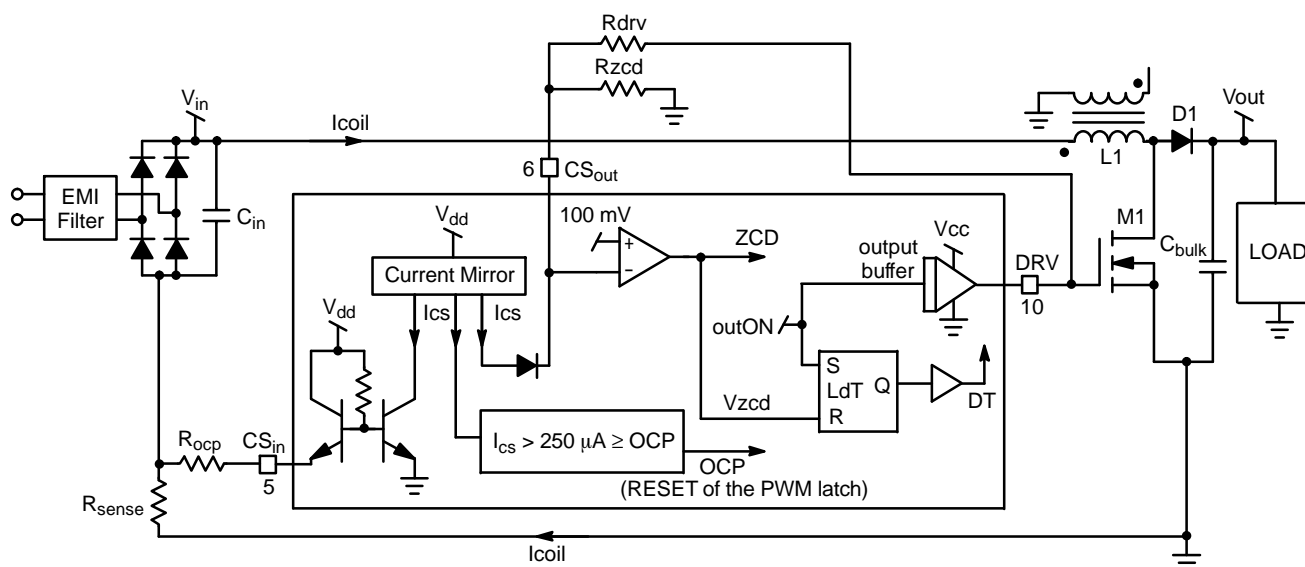 Rdrv
Rzcd
Vin
Icoil
D1
Vout
L1
6
CSout
EMI
Filter
Cin
Vdd
100 mV
+
−
ZCD
output
buffer
Vcc
DRV
10
M1
Cbulk
LOAD
Current Mirror
Ics
Ics
Vdd
outON
S
LdT
Q
R
DT
Vzcd
Rocp
CSin
5
Ics > 250 μA ≥ OCP
OCP
(RESET of the PWM latch)
Rsense
Icoil